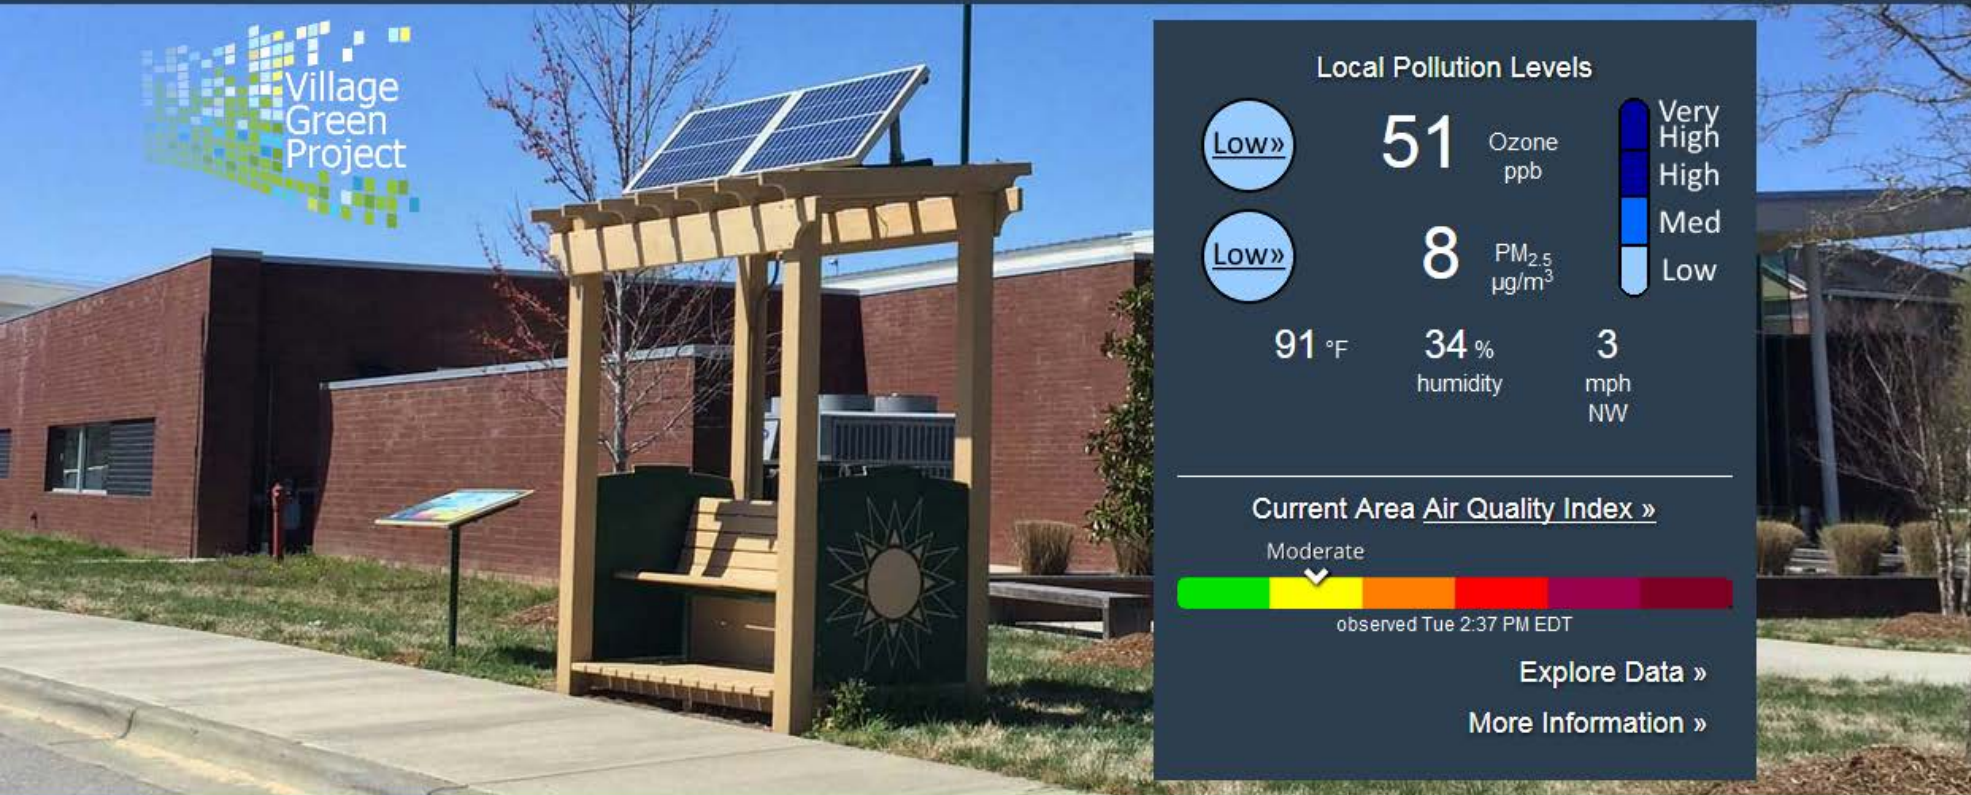 Village
Green
Project
Local Pollution Levels
Low»
51
Ozone
ppb
Low»
8
PM2.5
µg/m3
Very
High
High
Med
Low
91 °F
34 %
humidity
3
mph
NW
Current Area Air Quality Index »
Moderate
observed Tue 2:37 PM EDT
Explore Data »
More Information »